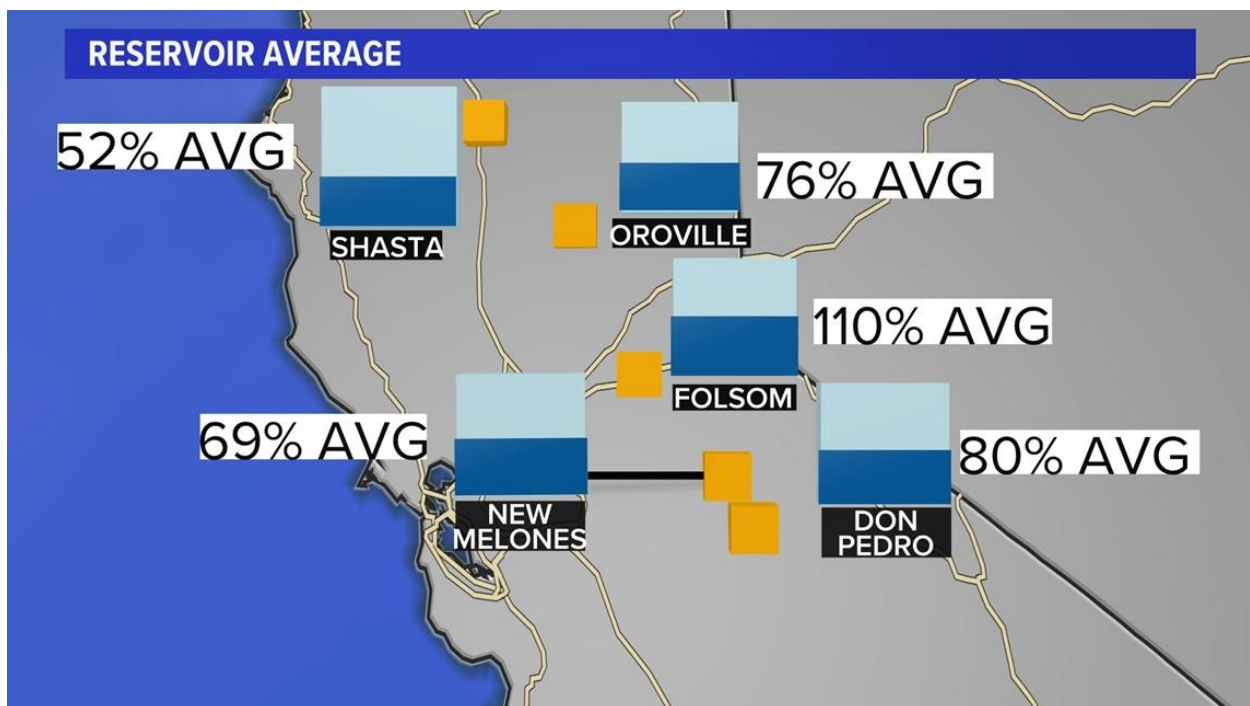 RESERVOIR AVERAGE
52% AVG
SHASTA
76% AVG
OROVILLE
110% AVG
FOLSOM
69% AVG
NEW
MELONES
80% AVG
DON
PEDRO